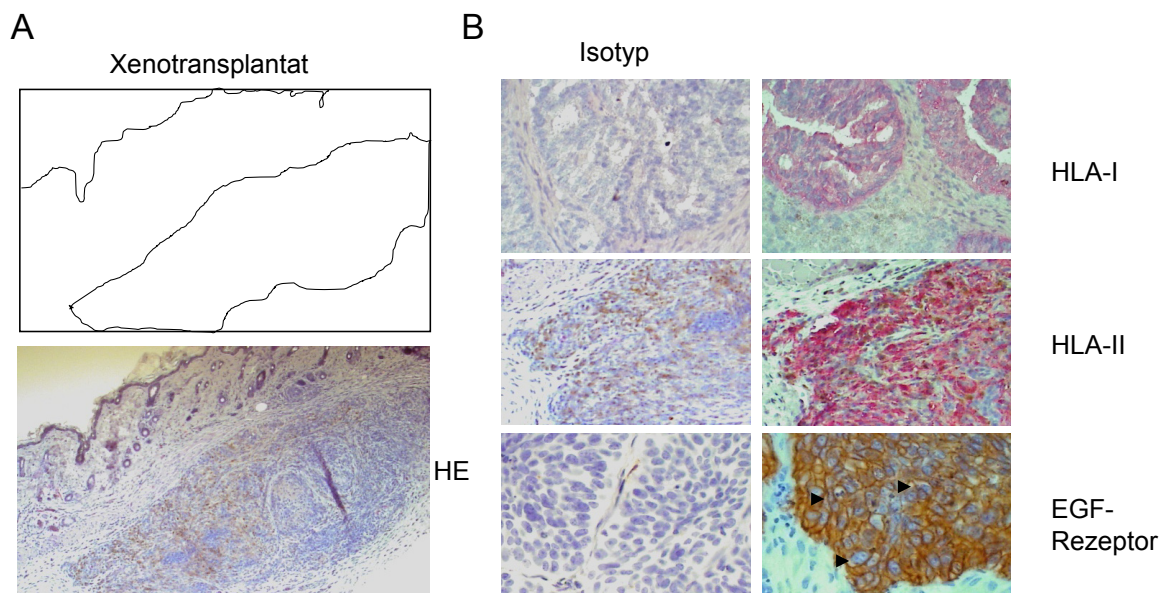 A
Xenotransplantat
HE
B
Isotyp
HLA-I
HLA-II
EGF-
Rezeptor